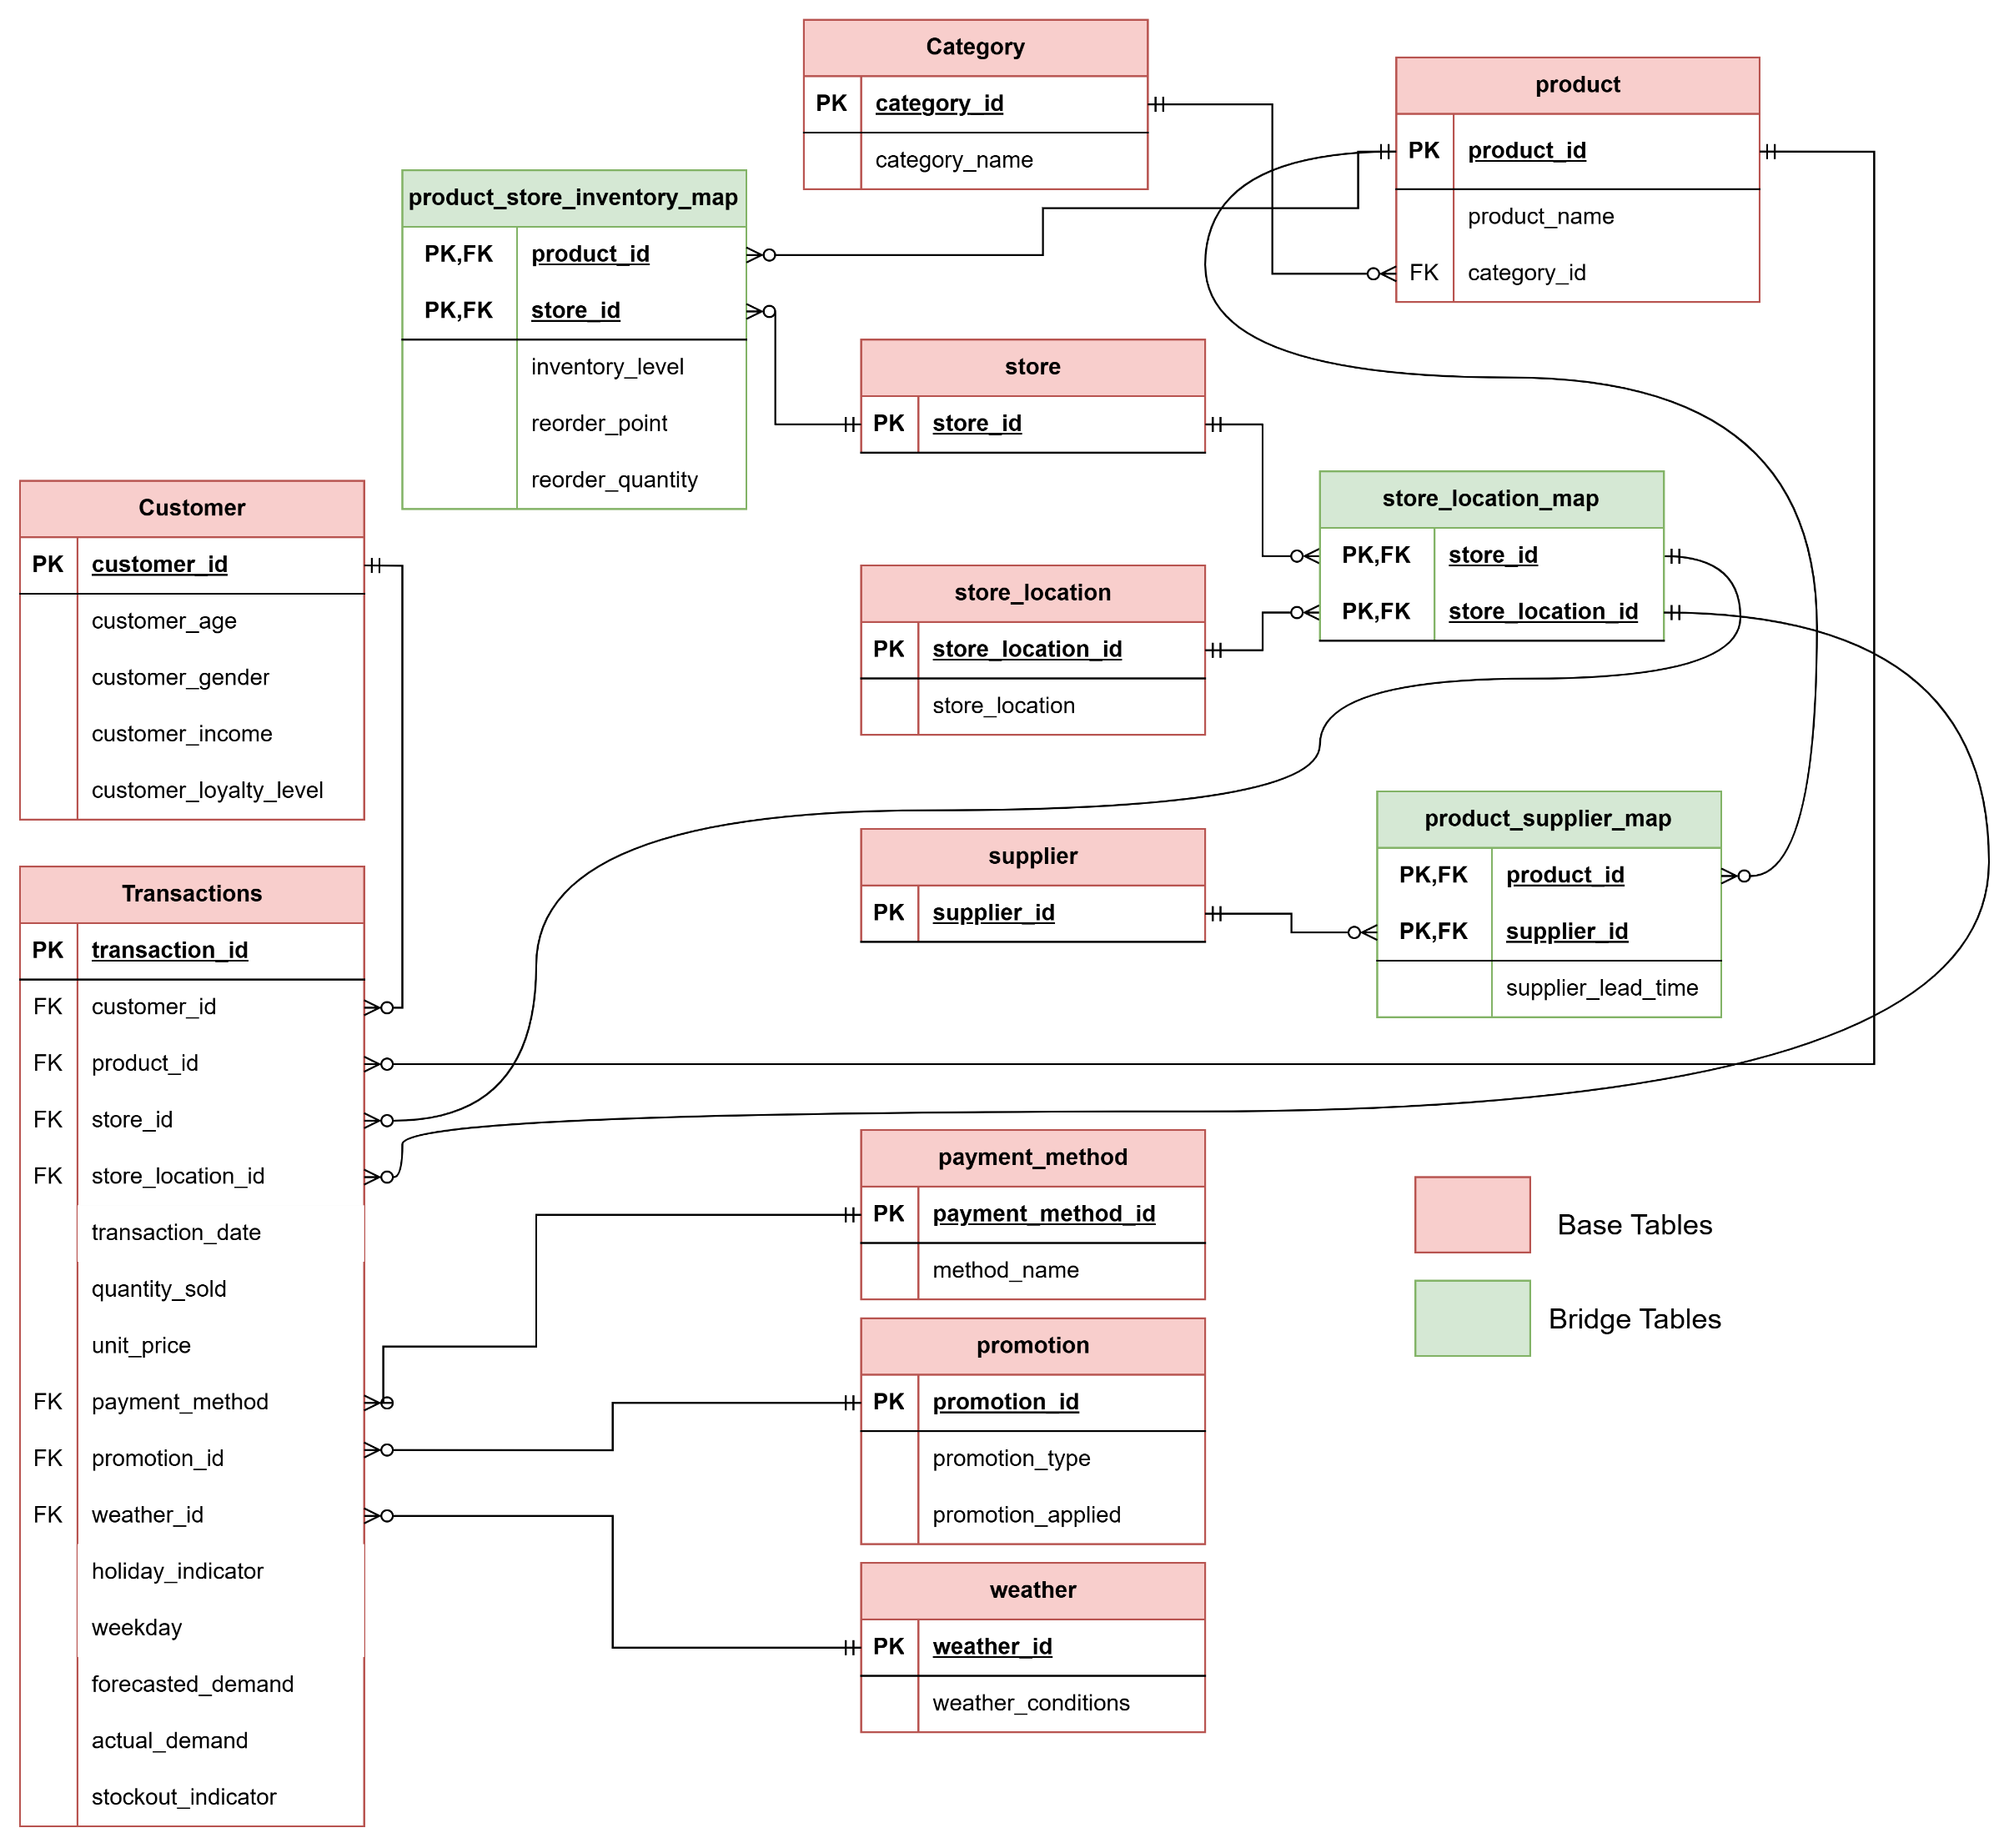 Category
PK category_id
category_name
product
PK product_id
product_name
FK category_id
product_store_inventory_map
PK,FK product_id
PK,FK store_id
inventory_level
reorder_point
reorder_quantity
store
PK store_id
store_location_map
PK,FK store_id
PK,FK store_location_id
Customer
PK customer_id
customer_age
customer_gender
customer_income
customer_loyalty_level
store_location
PK store_location_id
store_location
product_supplier_map
PK,FK product_id
PK,FK supplier_id
supplier_lead_time
supplier
PK supplier_id
Transactions
PK transaction_id
FK customer_id
FK product_id
FK store_id
FK store_location_id
transaction_date
quantity_sold
unit_price
FK payment_method
FK promotion_id
FK weather_id
holiday_indicator
weekday
forecasted_demand
actual_demand
stockout_indicator
payment_method
PK payment_method_id
method_name
promotion
PK promotion_id
promotion_type
promotion_applied
weather
PK weather_id
weather_conditions
Base Tables
Bridge Tables